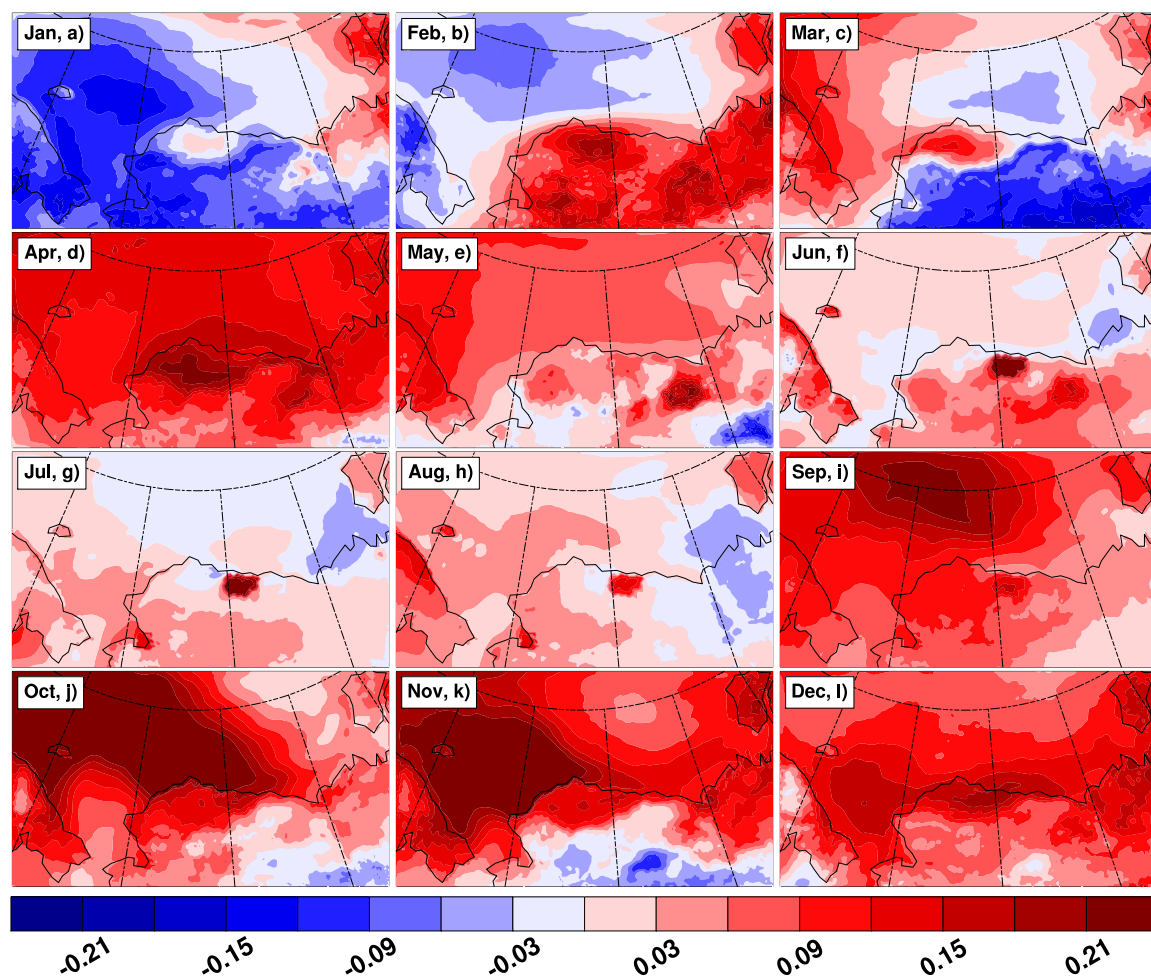 Jan, a)
Feb, b)
Mar, c)
Apr, d)
May, e)
Jun, f)
Jul, g)
Aug, h)
Sep, i)
Oct, j)
Nov, k)
Dec, l)
-0.21 -0.15 -0.09 -0.03 0.03 0.09 0.15 0.21